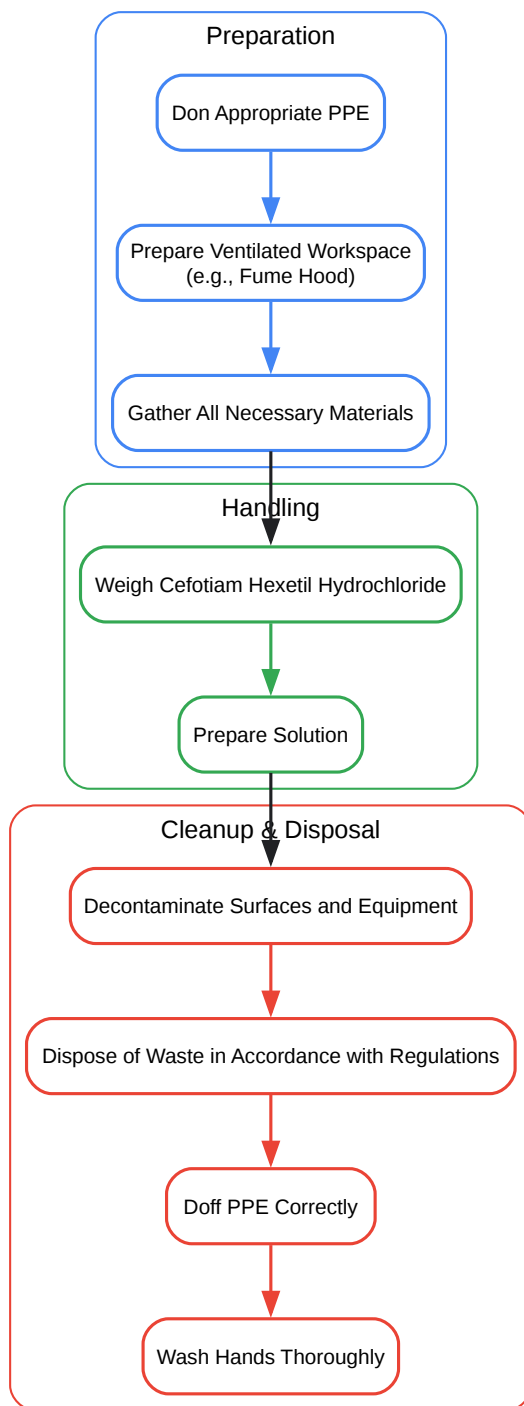 Preparation
Don Appropriate PPE
Prepare Ventilated Workspace
(e.g., Fume Hood)
Gather All Necessary Materials
Handling
Weigh Cefotiam Hexetil Hydrochloride
Prepare Solution
Cleanup & Disposal
Decontaminate Surfaces and Equipment
Dispose of Waste in Accordance with Regulations
Doff PPE Correctly
Wash Hands Thoroughly